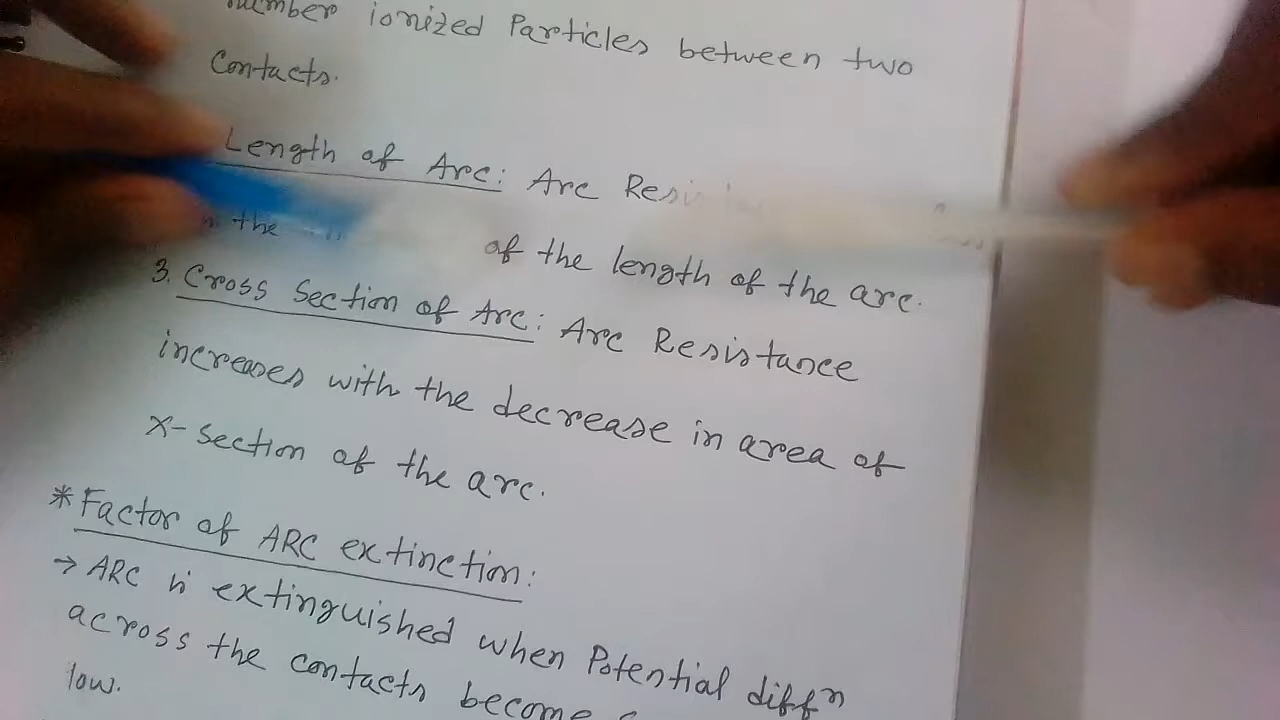 number ionized Particles between two
Contacts.
Length of Arc: Arc
the of the length of the arc.
3. Cross Section of Arc: Arc Resistance
increases with the decrease in area of
x-section of the arc.
* Factor of ARC extinction:
→ ARC is extinguished when Potential diffn
across the contacts become
low.